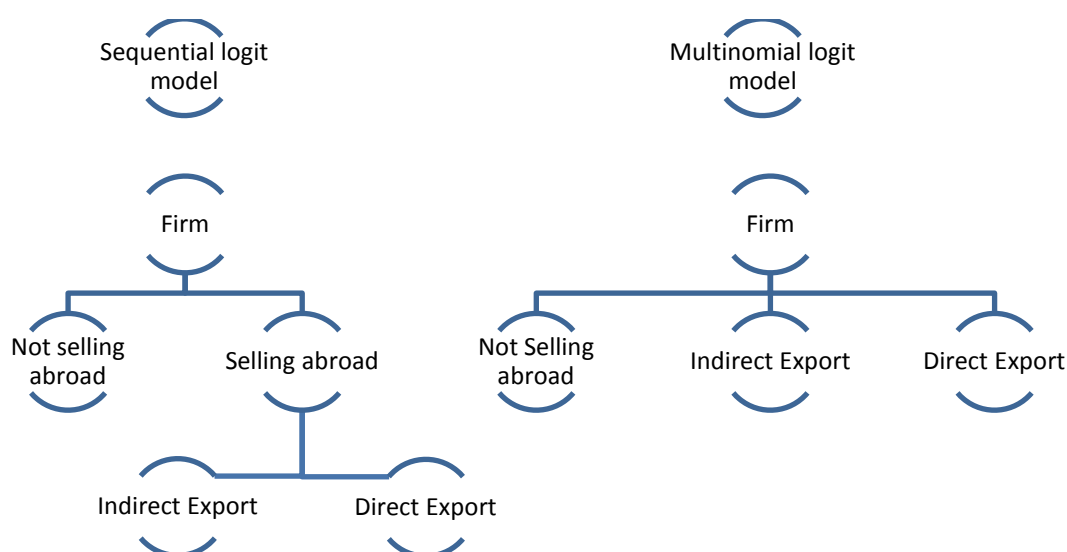 Sequential logit
model
Multinomial logit
model
Firm
Firm
Not selling
abroad
Selling abroad
Not Selling
abroad
Indirect Export
Direct Export
Indirect Export
Direct Export